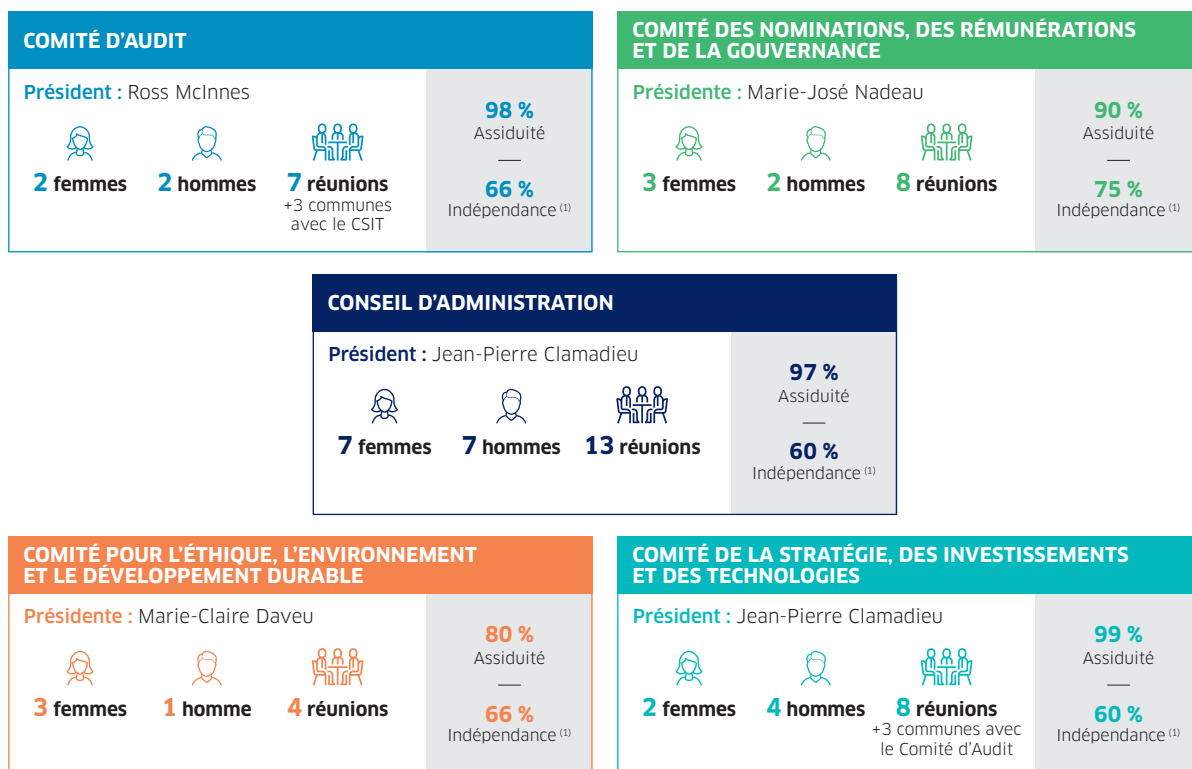 COMITÉ D'AUDIT
Président : Ross McInnes
2 femmes
2 hommes
7 réunions
+3 communes
avec le CSIT
98 %
Assiduité
—
66 %
Indépendance (1)
COMITÉ DES NOMINATIONS, DES RÉMUNÉRATIONS
ET DE LA GOUVERNANCE
Présidente : Marie-José Nadeau
3 femmes
2 hommes
8 réunions
90 %
Assiduité
—
75 %
Indépendance (1)
CONSEIL D'ADMINISTRATION
Président : Jean-Pierre Clamadieu
7 femmes
7 hommes
13 réunions
97 %
Assiduité
—
60 %
Indépendance (1)
COMITÉ POUR L'ÉTHIQUE, L'ENVIRONNEMENT
ET LE DÉVELOPPEMENT DURABLE
Présidente : Marie-Claire Daveu
3 femmes
1 homme
4 réunions
80 %
Assiduité
—
66 %
Indépendance (1)
COMITÉ DE LA STRATÉGIE, DES INVESTISSEMENTS
ET DES TECHNOLOGIES
Président : Jean-Pierre Clamadieu
2 femmes
4 hommes
8 réunions
+3 communes avec
le Comité d'Audit
99 %
Assiduité
—
60 %
Indépendance (1)